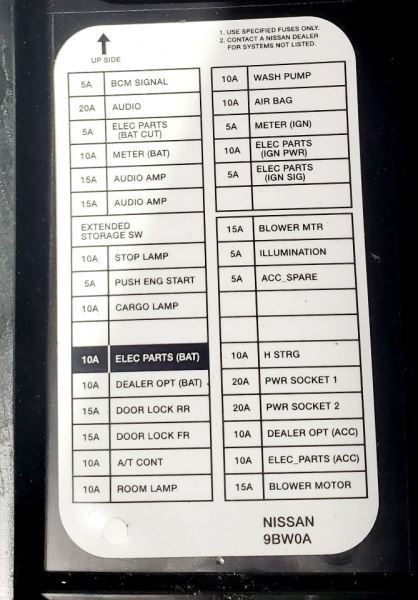 UP SIDE
1. USE SPECIFIED FUSES ONLY.
2. CONTACT A NISSAN DEALER
FOR SYSTEMS NOT LISTED.
5A BCM SIGNAL
20A AUDIO
5A ELEC PARTS
(BAT CUT)
10A METER (BAT)
15A AUDIO AMP
15A AUDIO AMP
EXTENDED
STORAGE SW
10A STOP LAMP
5A PUSH ENG START
10A CARGO LAMP
10A ELEC PARTS (BAT)
10A DEALER OPT (BAT)
15A DOOR LOCK RR
15A DOOR LOCK FR
10A A/T CONT
10A ROOM LAMP
10A WASH PUMP
10A AIR BAG
5A METER (IGN)
10A ELEC PARTS
(IGN PWR)
5A ELEC PARTS
(IGN SIG)
15A BLOWER MTR
5A ILLUMINATION
5A ACC_SPARE
10A H STRG
20A PWR SOCKET 1
20A PWR SOCKET 2
10A DEALER OPT (ACC)
10A ELEC_PARTS (ACC)
15A BLOWER MOTOR
NISSAN
9BW0A